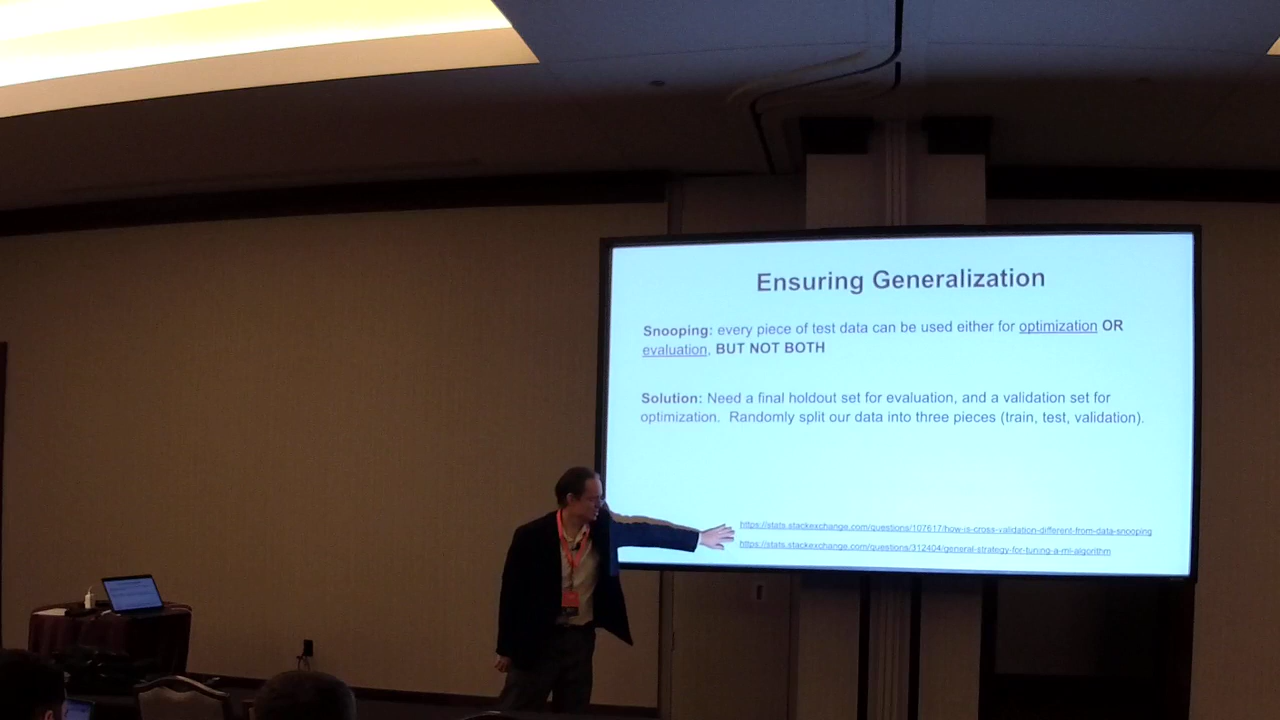 Ensuring Generalization
Snooping: every piece of test data can be used either for optimization OR
evaluation, BUT NOT BOTH
Solution: Need a final holdout set for evaluation, and a validation set for
optimization. Randomly split our data into three pieces (train, test, validation).
https://stats.stackexchange.com/questions/107617/how-is-cross-validation-different-from-data-snooping
https://stats.stackexchange.com/questions/312404/general-strategy-for-tuning-a-ml-algorithm